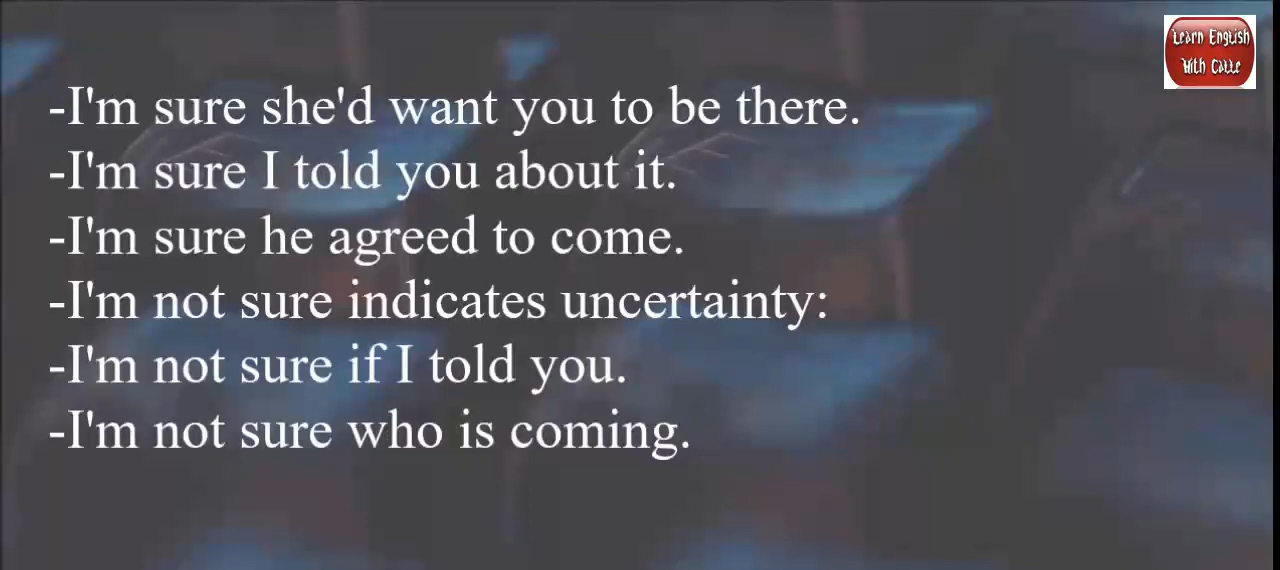 Learn English
With Catte
-I'm sure she'd want you to be there.
-I'm sure I told you about it.
-I'm sure he agreed to come.
-I'm not sure indicates uncertainty:
-I'm not sure if I told you.
-I'm not sure who is coming.